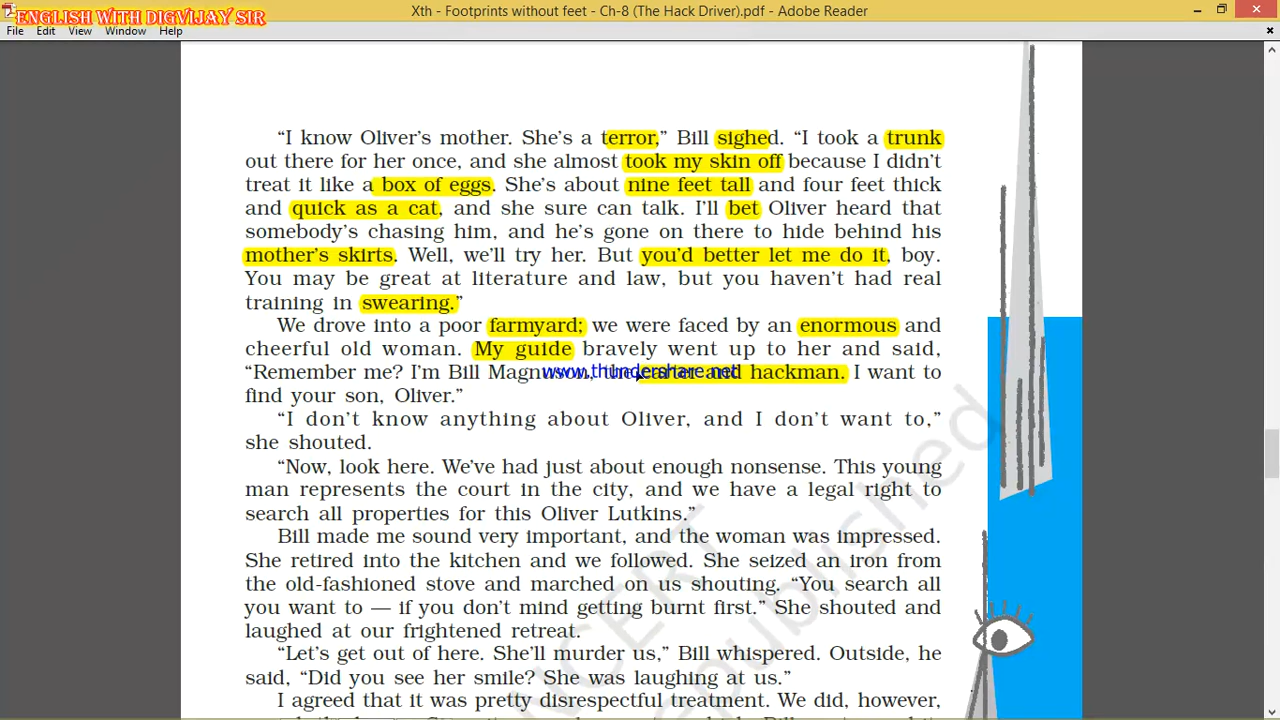 ENGLISH WITH DIGVIJAY SIR
Xth - Footprints without feet - Ch-8 (The Hack Driver).pdf - Adobe Reader
File Edit View Window Help
“I know Oliver’s mother. She’s a terror,” Bill sighed. “I took a trunk
out there for her once, and she almost took my skin off because I didn’t
treat it like a box of eggs. She’s about nine feet tall and four feet thick
and quick as a cat, and she sure can talk. I’ll bet Oliver heard that
somebody’s chasing him, and he’s gone on there to hide behind his
mother’s skirts. Well, we’ll try her. But you’d better let me do it, boy.
You may be great at literature and law, but you haven’t had real
training in swearing.”
We drove into a poor farmyard; we were faced by an enormous and
cheerful old woman. My guide bravely went up to her and said,
“Remember me? I’m Bill Magnuson, the carter and hackman. I want to
www.thundershare.net
find your son, Oliver.”
“I don’t know anything about Oliver, and I don’t want to,”
she shouted.
“Now, look here. We’ve had just about enough nonsense. This young
man represents the court in the city, and we have a legal right to
search all properties for this Oliver Lutkins.”
Bill made me sound very important, and the woman was impressed.
She retired into the kitchen and we followed. She seized an iron from
the old-fashioned stove and marched on us shouting. “You search all
you want to — if you don’t mind getting burnt first.” She shouted and
laughed at our frightened retreat.
“Let’s get out of here. She’ll murder us,” Bill whispered. Outside, he
said, “Did you see her smile? She was laughing at us.”
I agreed that it was pretty disrespectful treatment. We did, however,
NCERT
republished